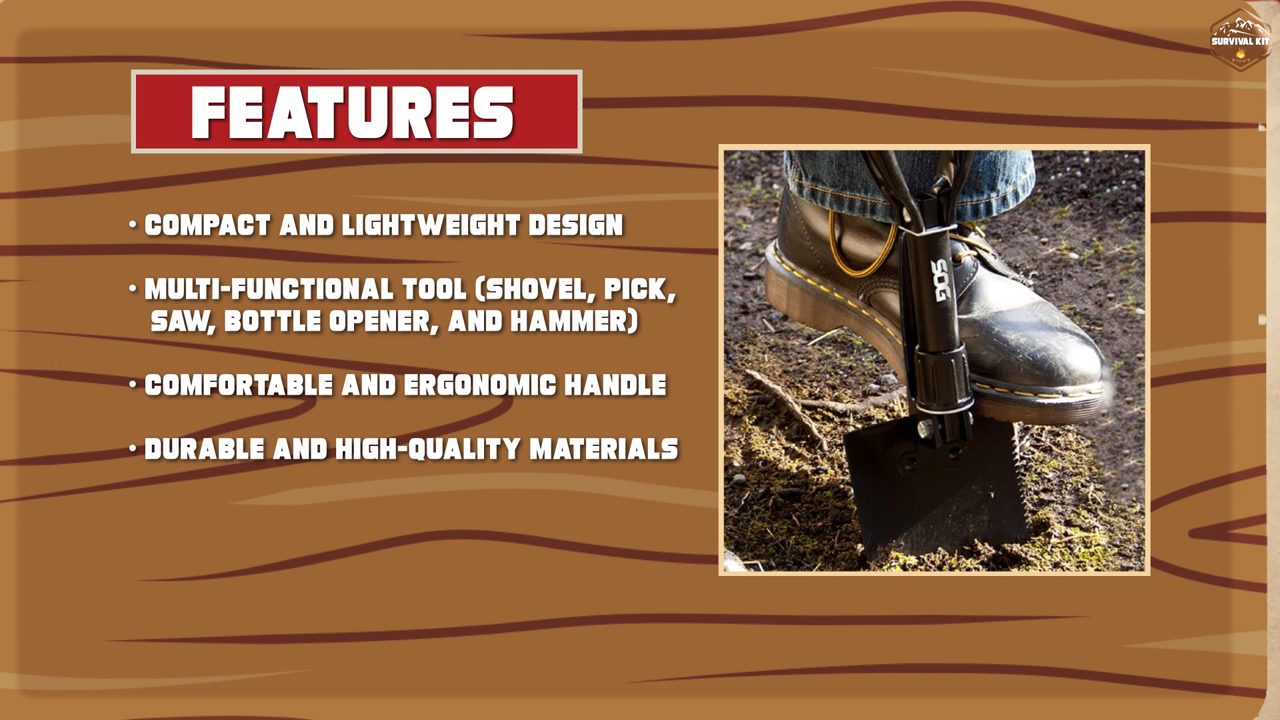 SURVIVAL KIT
FEATURES
• COMPACT AND LIGHTWEIGHT DESIGN
• MULTI-FUNCTIONAL TOOL (SHOVEL, PICK,
SAW, BOTTLE OPENER, AND HAMMER)
• COMFORTABLE AND ERGONOMIC HANDLE
• DURABLE AND HIGH-QUALITY MATERIALS
SOG